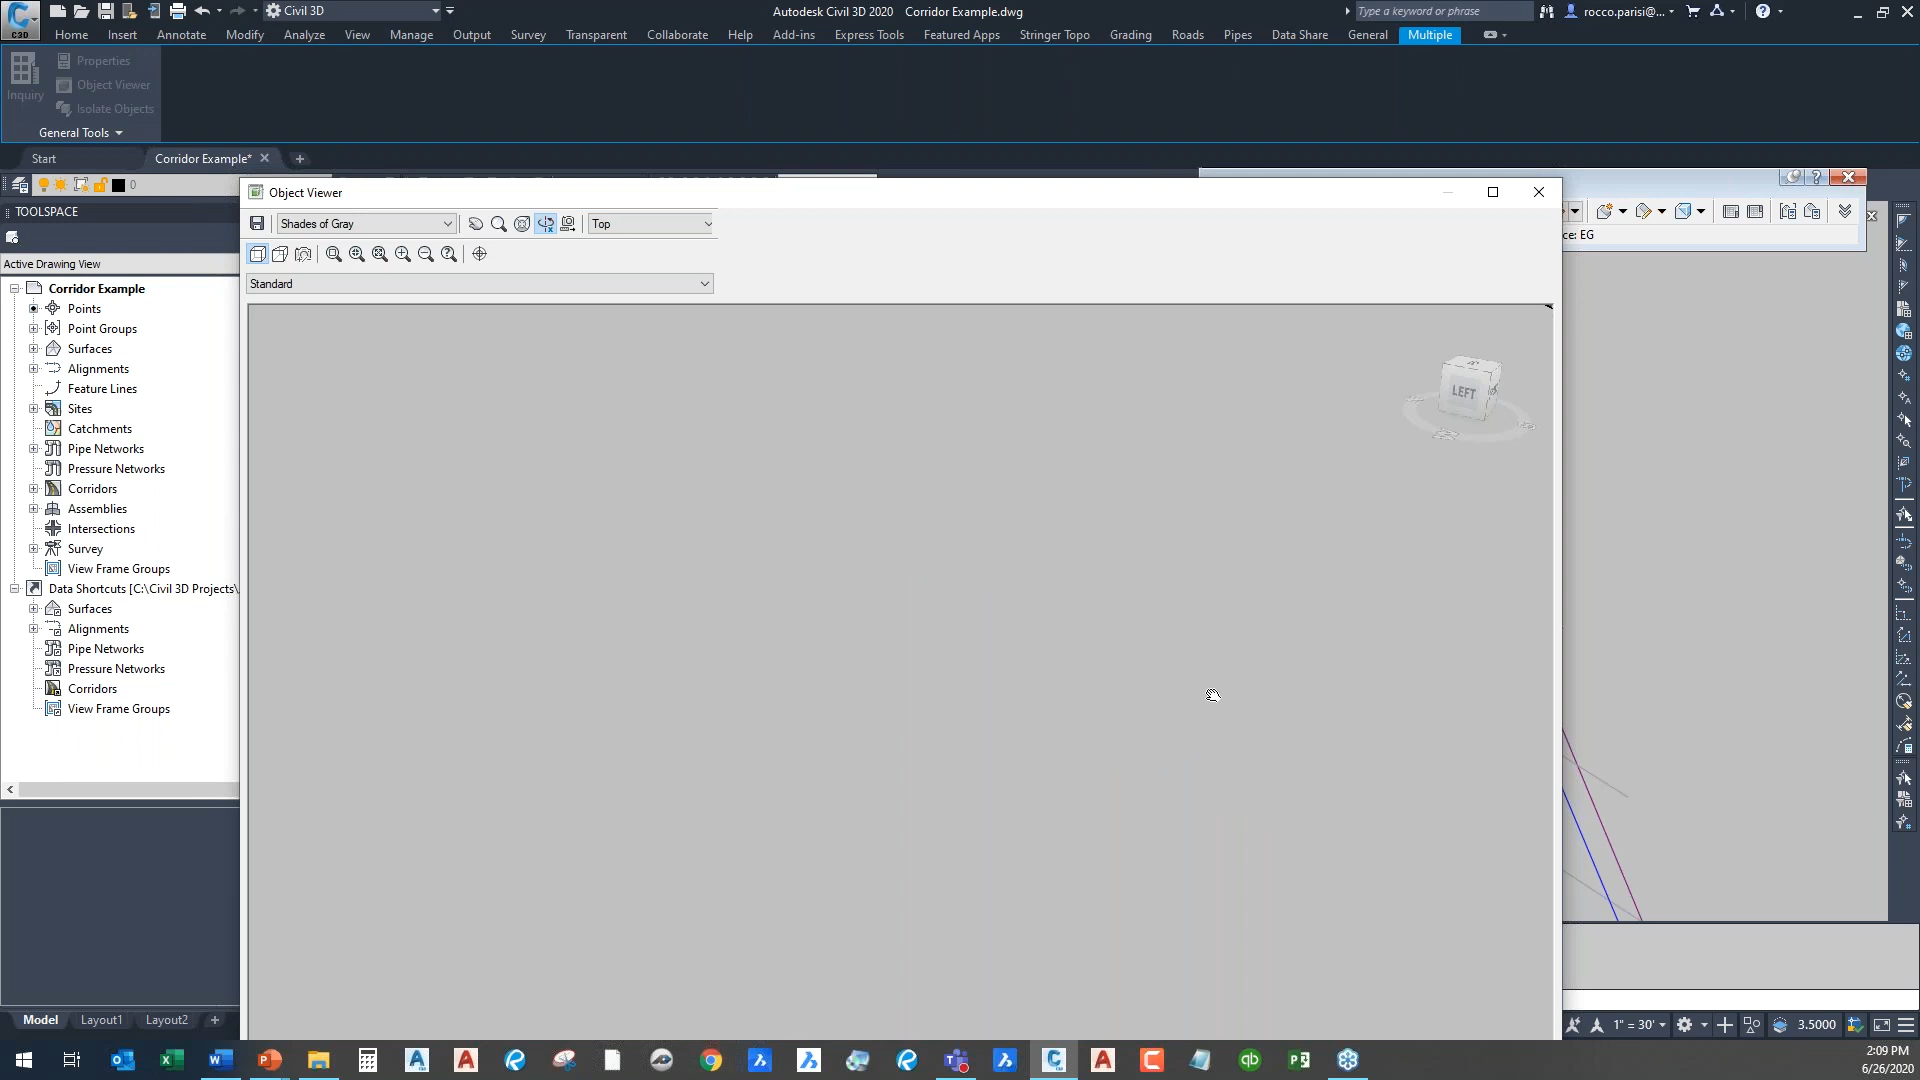 C3D
Civil 3D
Autodesk Civil 3D 2020 Corridor Example.dwg
Type a keyword or phrase
rocco.parisi@...
Home Insert Annotate Modify Analyze View Manage Output Survey Transparent Collaborate Help Add-ins Express Tools Featured Apps Stringer Topo Grading Roads Pipes Data Share General Multiple
Inquiry
Properties
Object Viewer
Isolate Objects
General Tools
Start
Corridor Example*
0
TOOLSPACE
Active Drawing View
Corridor Example
Points
Point Groups
Surfaces
Alignments
Feature Lines
Sites
Catchments
Pipe Networks
Pressure Networks
Corridors
Assemblies
Intersections
Survey
View Frame Groups
Data Shortcuts [C:\Civil 3D Projects\
Surfaces
Alignments
Pipe Networks
Pressure Networks
Corridors
View Frame Groups
Object Viewer
Shades of Gray
Top
Standard
LEFT
ce: EG
Model Layout1 Layout2
1" = 30'
3.5000
2:09 PM
6/26/2020